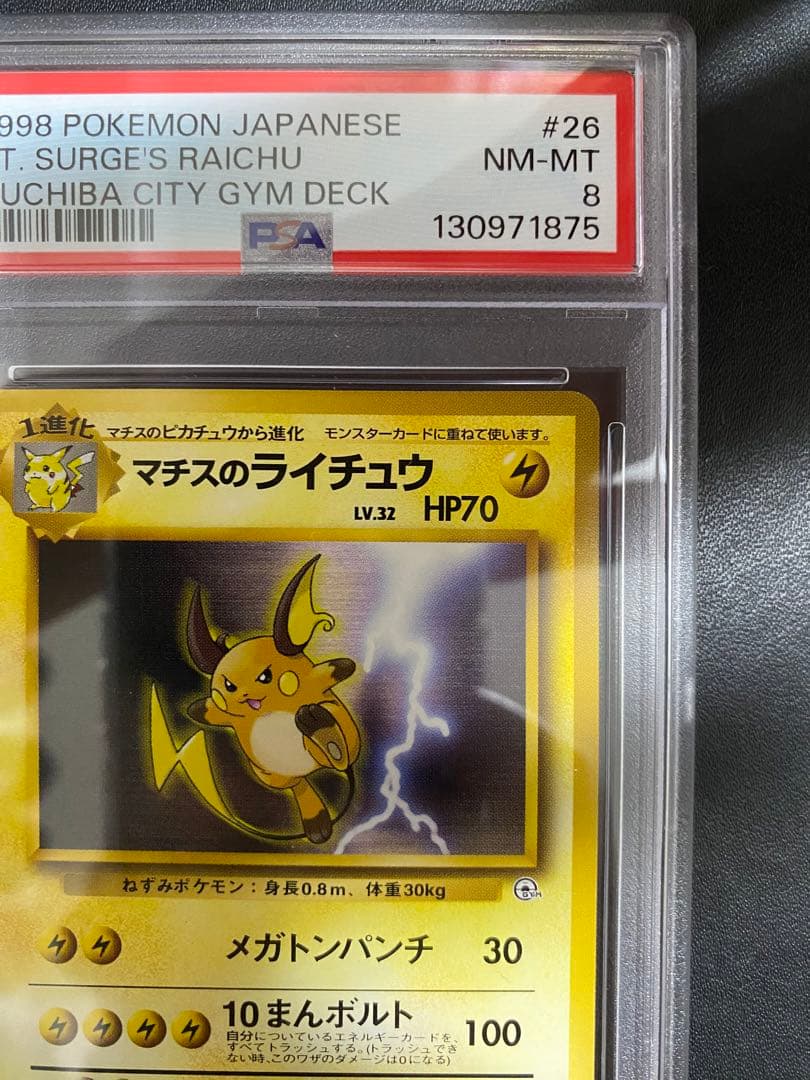 998 POKEMON JAPANESE #26
T. SURGE'S RAICHU NM-MT
UCHIBA CITY GYM DECK 8
PSA 130971875
1進化 マチスのピカチュウから進化 モンスターカードに重ねて使います。
マチスのライチュウ
LV.32 HP70
ねずみポケモン：身長0.8m、体重30kg
GYM
メガトンパンチ 30
10まんボルト 100
自分についているエネルギーカードを、
すべてトラッシュする。(トラッシュでき
ない時、このワザのダメージは0になる)